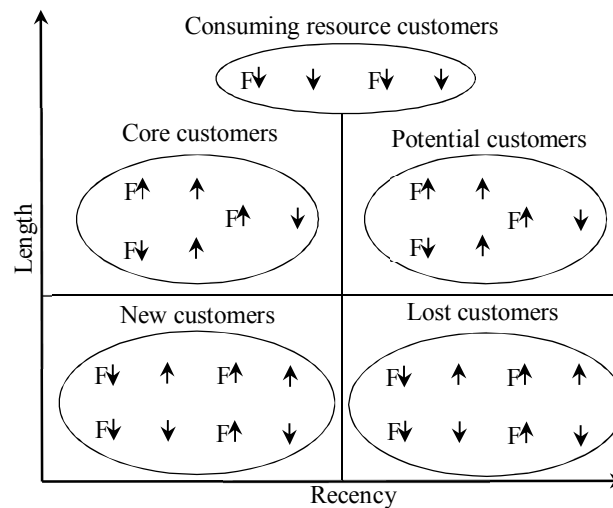 Consuming resource customers
F↓ ↓ F↓ ↓
Core customers
F↑ ↑
F↑ ↓
F↓ ↑
Potential customers
F↑ ↑
F↑ ↓
F↓ ↑
Length
New customers
F↓ ↑ F↑ ↑
F↓ ↓ F↑ ↓
Lost customers
F↓ ↑ F↑ ↑
F↓ ↓ F↑ ↓
Recency